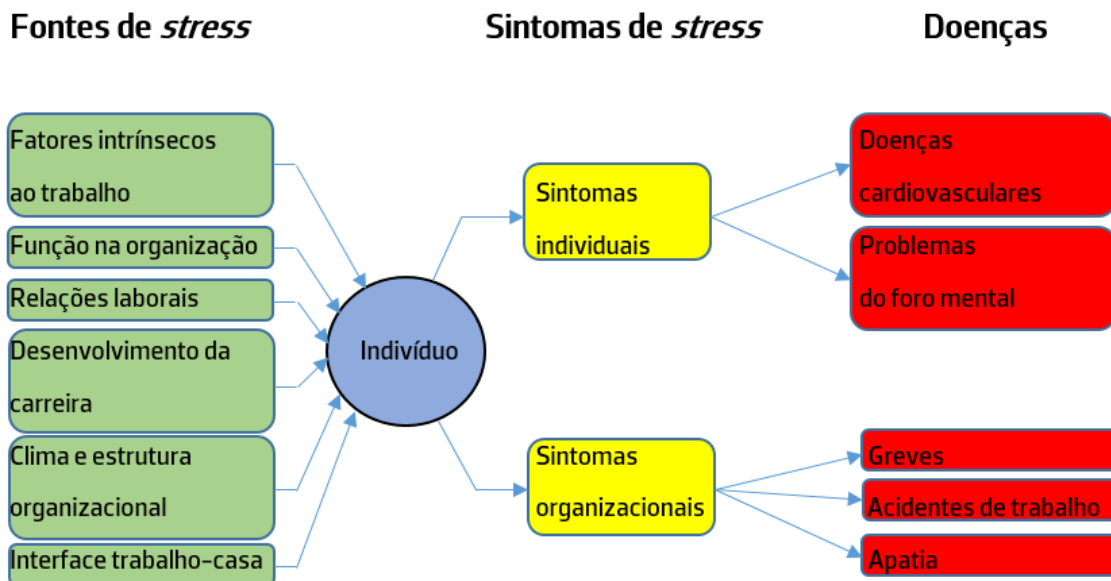 Fontes de stress
Sintomas de stress
Doenças
Fatores intrínsecos
ao trabalho
Função na organização
Relações laborais
Desenvolvimento da
carreira
Clima e estrutura
organizacional
Interface trabalho-casa
Indivíduo
Sintomas
individuais
Sintomas
organizacionais
Doenças
cardiovasculares
Problemas
do foro mental
Greves
Acidentes de trabalho
Apatia